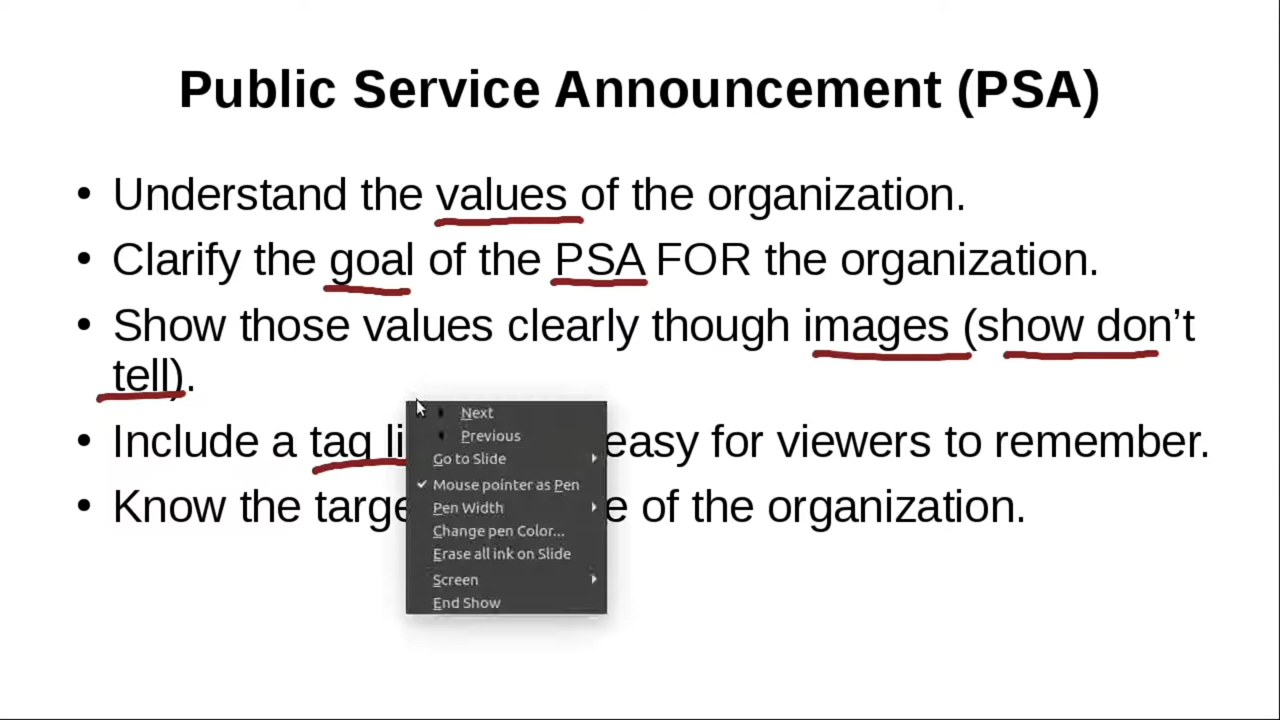 Public Service Announcement (PSA)
• Understand the values of the organization.
• Clarify the goal of the PSA FOR the organization.
• Show those values clearly though images (show don't
tell).
• Include a tag easy for viewers to remember.
• Know the of the organization.
Next
Previous
Go to Slide
Mouse pointer as Pen
Pen Width
Change pen Color...
Erase all ink on Slide
Screen
End Show